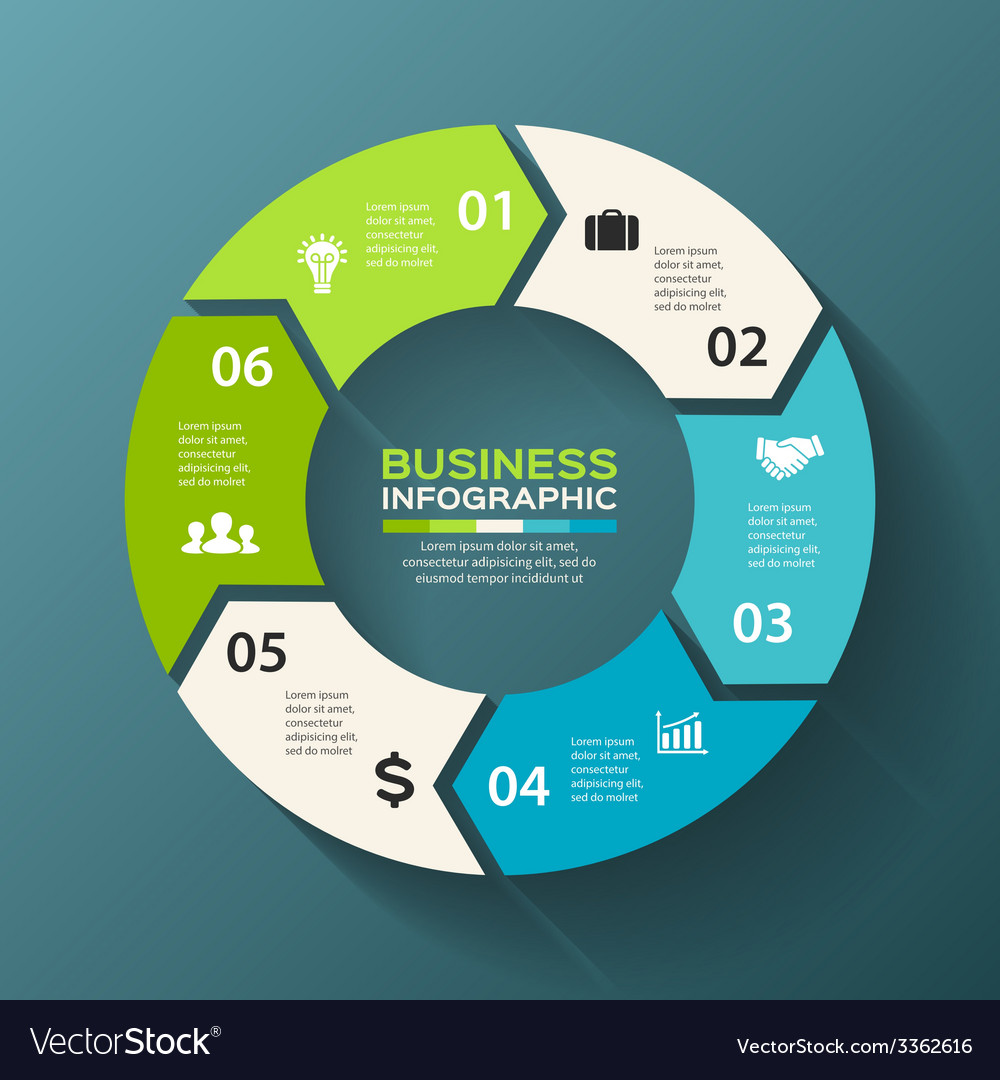 01
Lorem ipsum
dolor sit amet,
consectetur
adipisicing elit,
sed do molret
Lorem ipsum
dolor sit amet,
consectetur
adipisicing elit,
sed do molret
02
Lorem ipsum
dolor sit amet,
consectetur
adipisicing elit,
sed do molret
03
Lorem ipsum
dolor sit amet,
consectetur
adipisicing elit,
sed do molret
04
05
Lorem ipsum
dolor sit amet,
consectetur
adipisicing elit,
sed do molret
$
06
Lorem ipsum
dolor sit amet,
consectetur
adipisicing elit,
sed do molret
BUSINESS
INFOGRAPHIC
Lorem ipsum dolor sit amet,
consectetur adipisicing elit, sed do
eiusmod tempor incididunt ut
VectorStock®
VectorStock.com/3362616